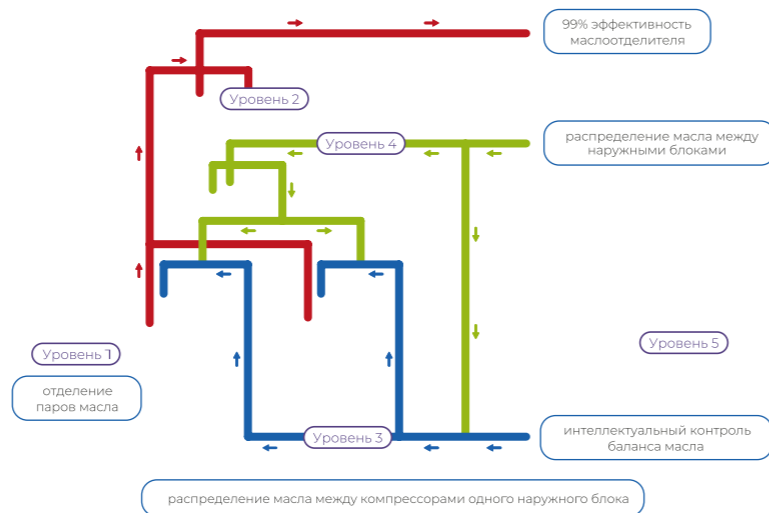 99% эффективность
маслоотделителя
Уровень 2
Уровень 4
распределение масла между
наружными блоками
Уровень 1
отделение
паров масла
Уровень 5
Уровень 3
интеллектуальный контроль
баланса масла
распределение масла между компрессорами одного наружного блока